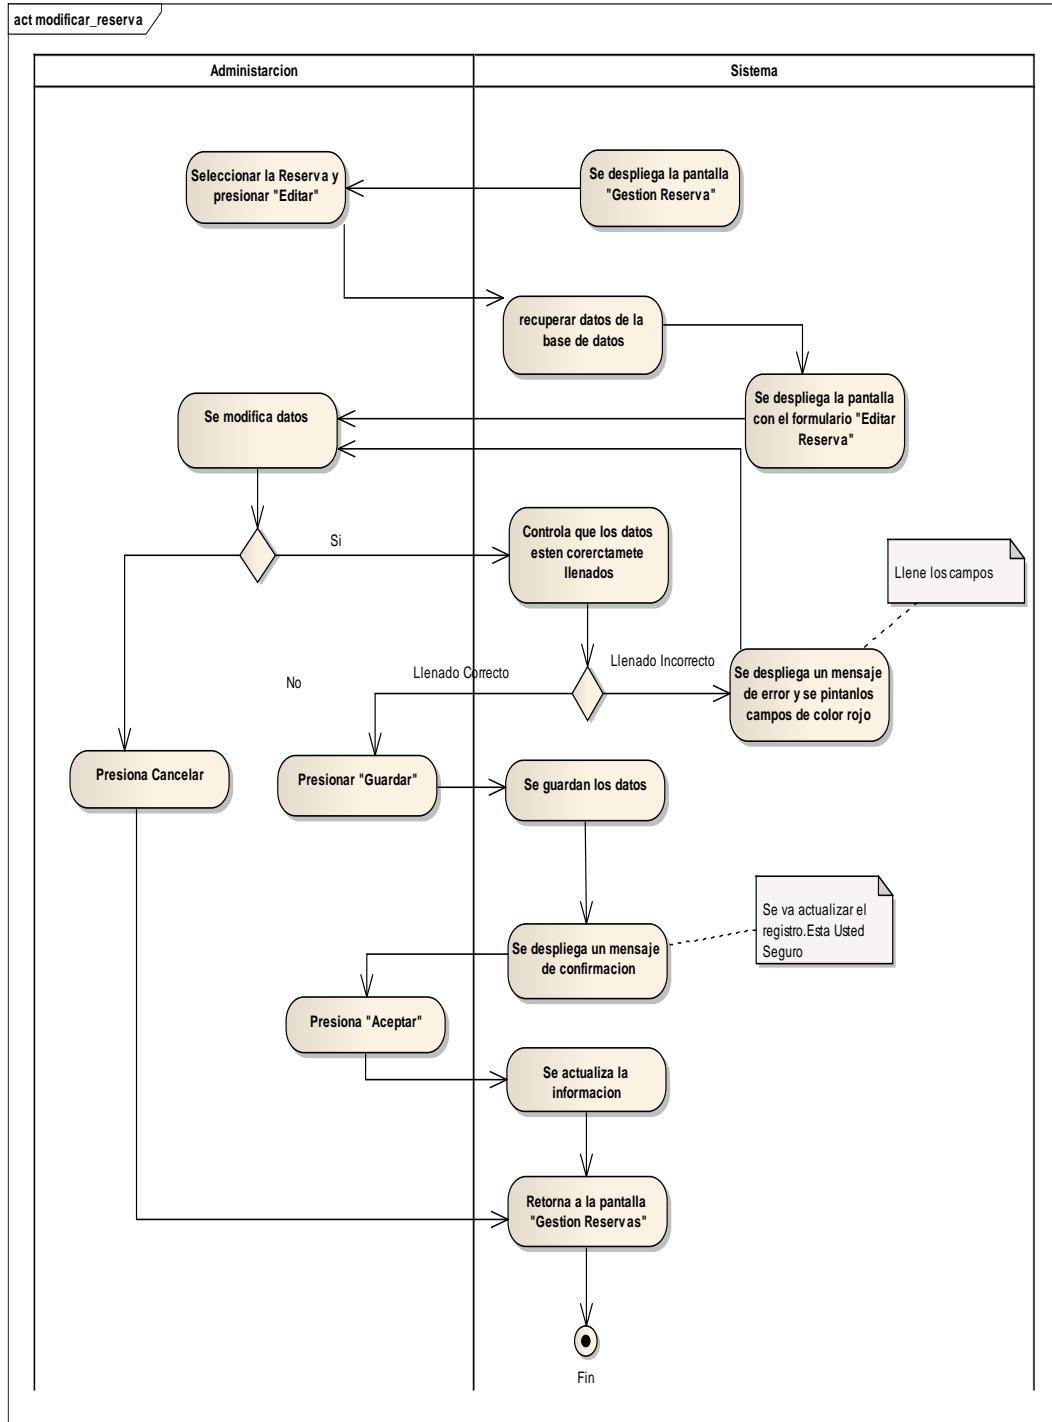 act modificar_reserva
Administarcion
Sistema
Seleccionar la Reserva y
presionar "Editar"
Se despliega la pantalla
"Gestion Reserva"
recuperar datos de la
base de datos
Se despliega la pantalla
con el formulario "Editar
Reserva"
Se modifica datos
Si
Controla que los datos
esten corerctamete
llenados
Llene los campos
No
Llenado Correcto
Llenado Incorrecto
Se despliega un mensaje
de error y se pintanlos
campos de color rojo
Presiona Cancelar
Presionar "Guardar"
Se guardan los datos
Se va actualizar el
registro.Esta Usted
Seguro
Se despliega un mensaje
de confirmacion
Presiona "Aceptar"
Se actualiza la
informacion
Retorna a la pantalla
"Gestion Reservas"
Fin